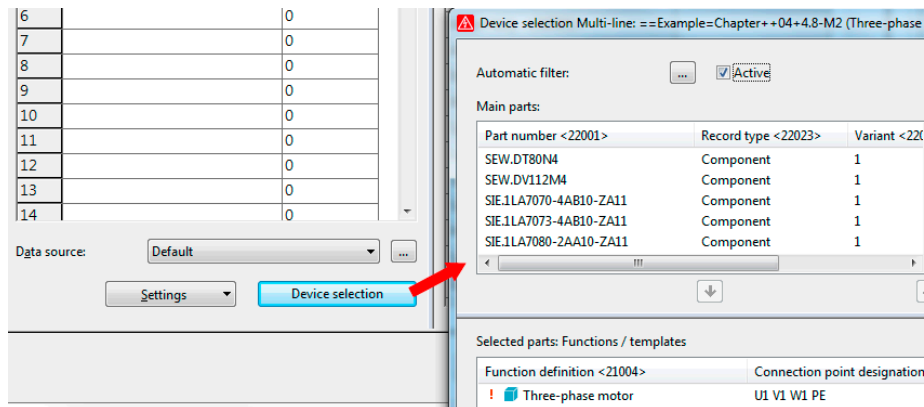 6 0
7 0
8 0
9 0
10 0
11 0
12 0
13 0
14 0
Data source: Default ...
Settings Device selection
Device selection Multi-line: ==Example=Chapter++04+4.8-M2 (Three-phase
Automatic filter: ... Active
Main parts:
Part number <22001> Record type <22023> Variant <220
SEW.DT80N4 Component 1
SEW.DV112M4 Component 1
SIE.1LA7070-4AB10-ZA11 Component 1
SIE.1LA7073-4AB10-ZA11 Component 1
SIE.1LA7080-2AA10-ZA11 Component 1
Selected parts: Functions / templates
Function definition <21004> Connection point designation
! Three-phase motor U1 V1 W1 PE